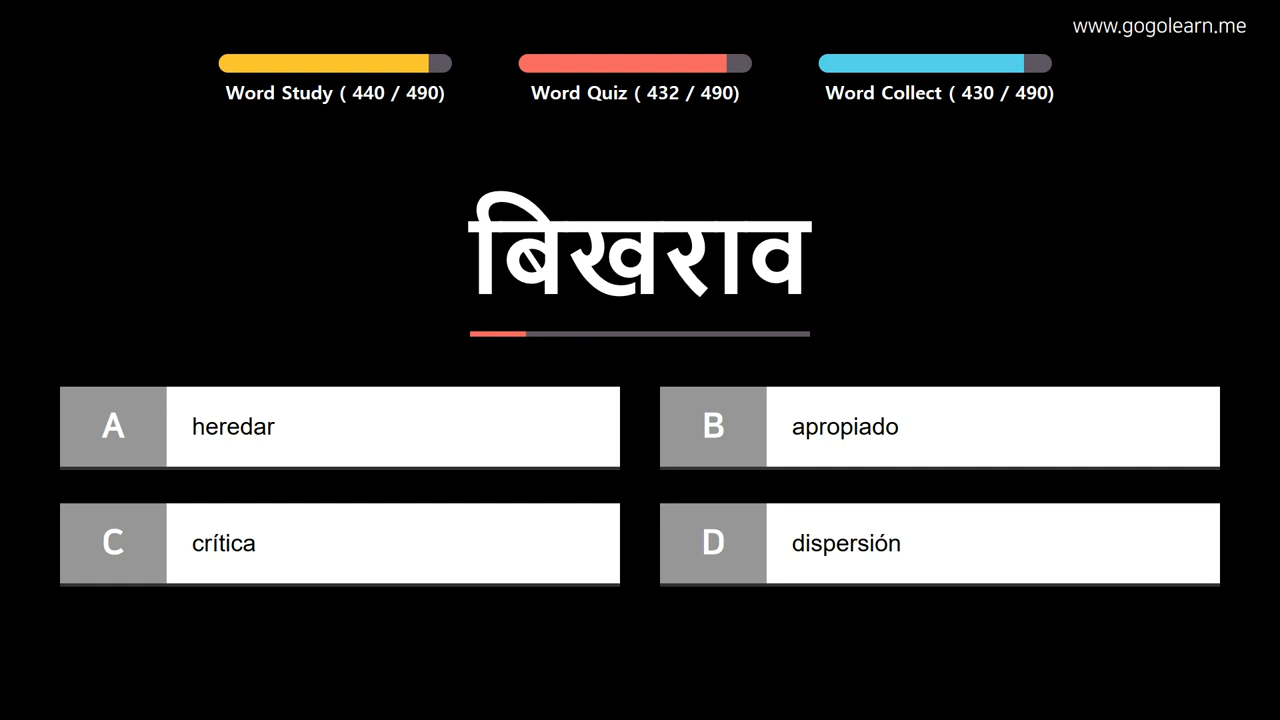 www.gogolearn.me
Word Study ( 440 / 490)
Word Quiz ( 432 / 490)
Word Collect ( 430 / 490)
बिखराव
A heredar
B apropiado
C crítica
D dispersión